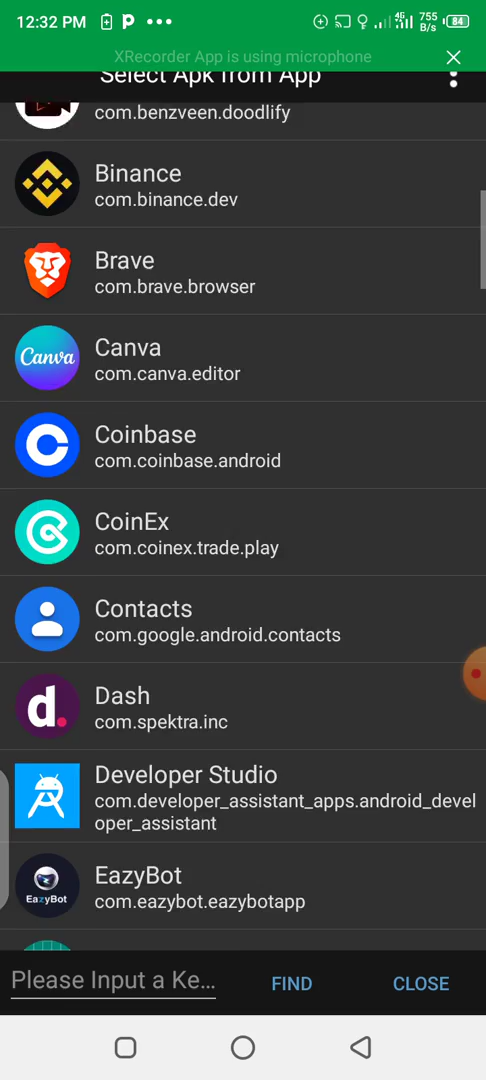 12:32 PM
4G
755
B/s
84
XRecorder App is using microphone
Select Apk from App
com.benzveen.doodlify
Binance
com.binance.dev
Brave
com.brave.browser
Canva
Canva
com.canva.editor
Coinbase
com.coinbase.android
CoinEx
com.coinex.trade.play
Contacts
com.google.android.contacts
d.
Dash
com.spektra.inc
Developer Studio
com.developer_assistant_apps.android_devel
oper_assistant
EazyBot
EazyBot
com.eazybot.eazybotapp
Please Input a Ke...
FIND
CLOSE